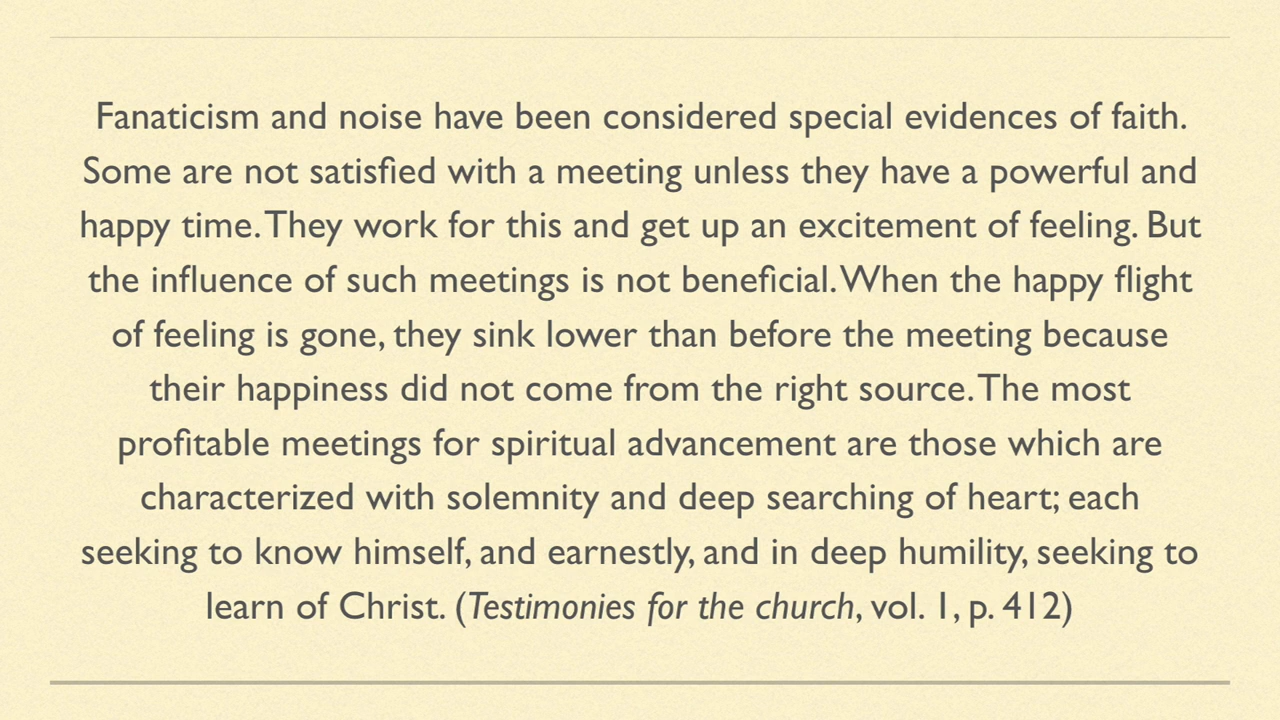 Fanaticism and noise have been considered special evidences of faith.
Some are not satisfied with a meeting unless they have a powerful and
happy time. They work for this and get up an excitement of feeling. But
the influence of such meetings is not beneficial. When the happy flight
of feeling is gone, they sink lower than before the meeting because
their happiness did not come from the right source. The most
profitable meetings for spiritual advancement are those which are
characterized with solemnity and deep searching of heart; each
seeking to know himself, and earnestly, and in deep humility, seeking to
learn of Christ. (Testimonies for the church, vol. 1, p. 412)